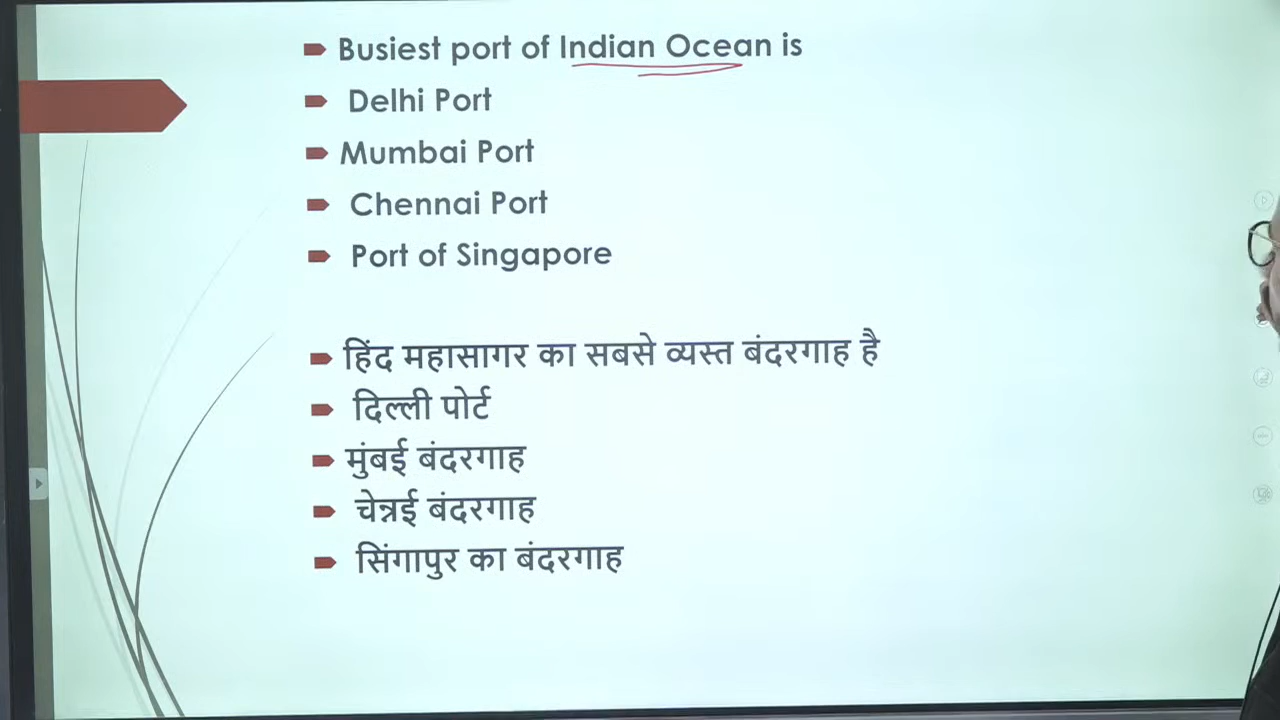 Busiest port of Indian Ocean is
Delhi Port
Mumbai Port
Chennai Port
Port of Singapore
हिंद महासागर का सबसे व्यस्त बंदरगाह है
दिल्ली पोर्ट
मुंबई बंदरगाह
चेन्नई बंदरगाह
सिंगापुर का बंदरगाह